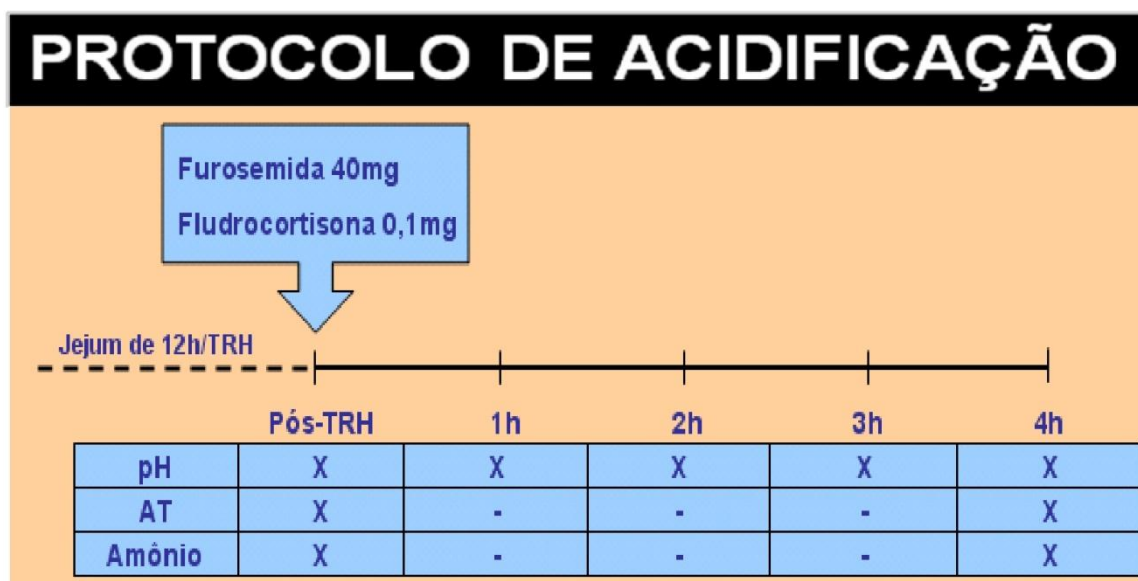 PROTOCOLO DE ACIDIFICAÇÃO
Furosemida 40mg
Fludrocortisona 0,1mg
Jejum de 12h/TRH
Pós-TRH 1h 2h 3h 4h
pH X X X X X
AT X - - - X
Amônio X - - - X